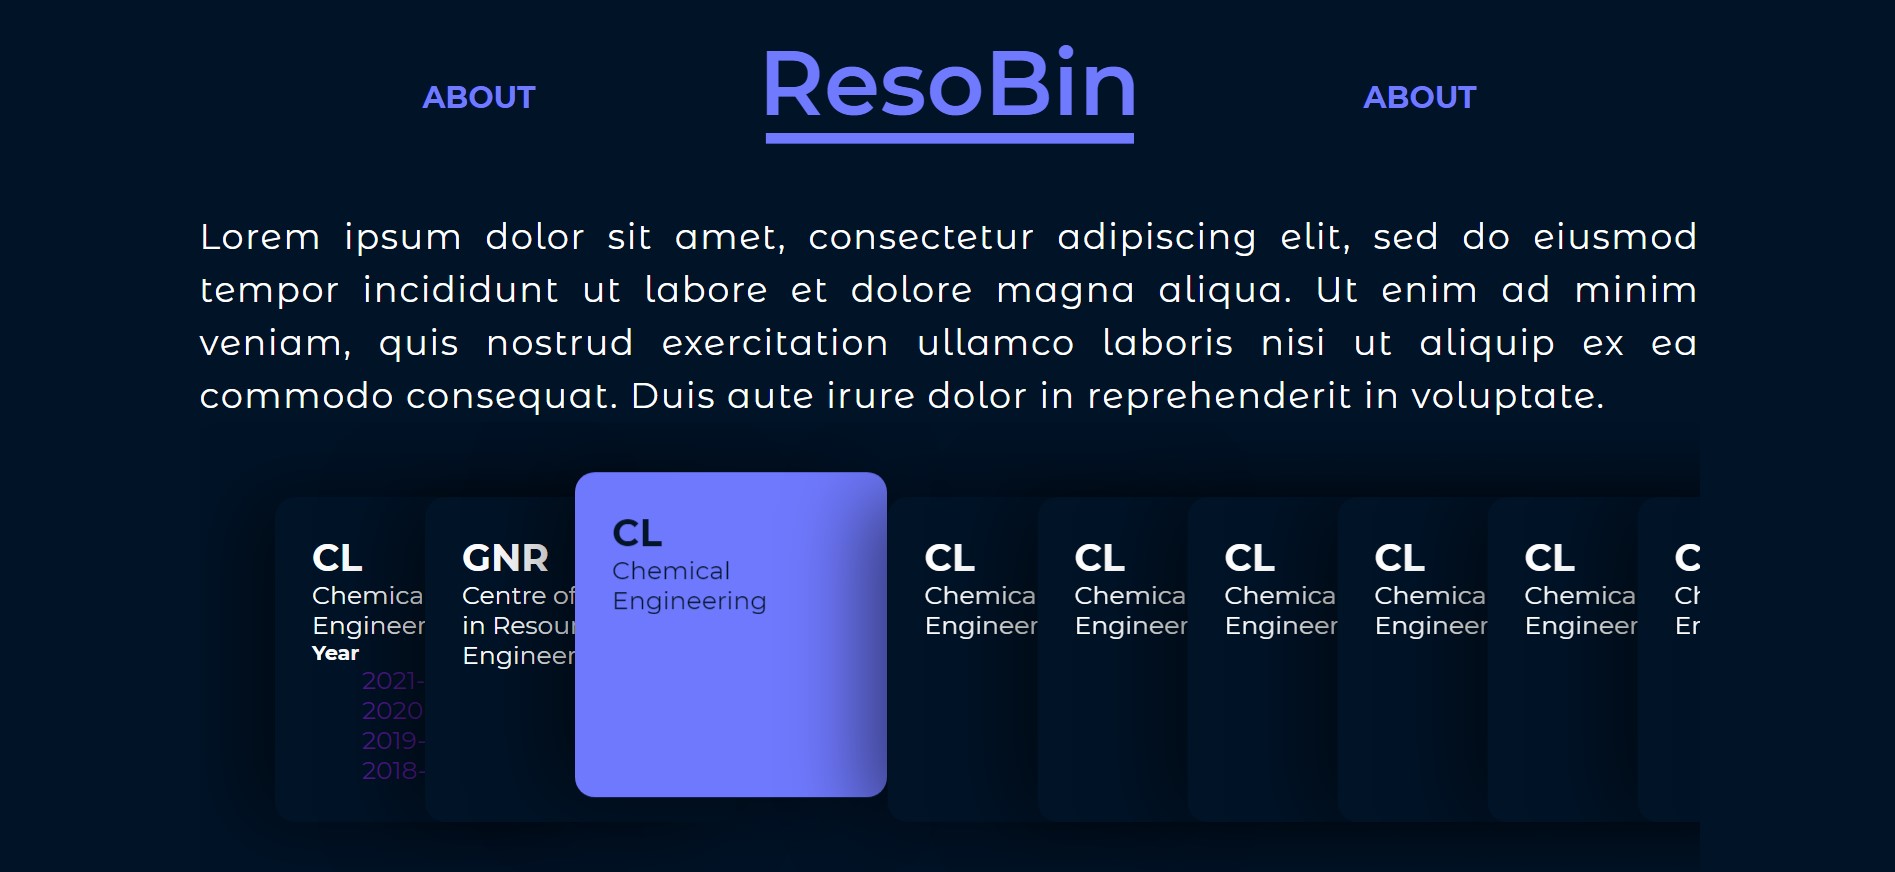 ABOUT
ResoBin
ABOUT
Lorem ipsum dolor sit amet, consectetur adipiscing elit, sed do eiusmod
tempor incididunt ut labore et dolore magna aliqua. Ut enim ad minim
veniam, quis nostrud exercitation ullamco laboris nisi ut aliquip ex ea
commodo consequat. Duis aute irure dolor in reprehenderit in voluptate.
CL
Chemica
Engineer
Year
2021-
2020
2019-
2018-
GNR
Centre of
in Resour
Engineer
CL
Chemical
Engineering
CL
Chemica
Engineer
CL
Chemica
Engineer
CL
Chemica
Engineer
CL
Chemica
Engineer
CL
Chemica
Engineer
C
Ch
En